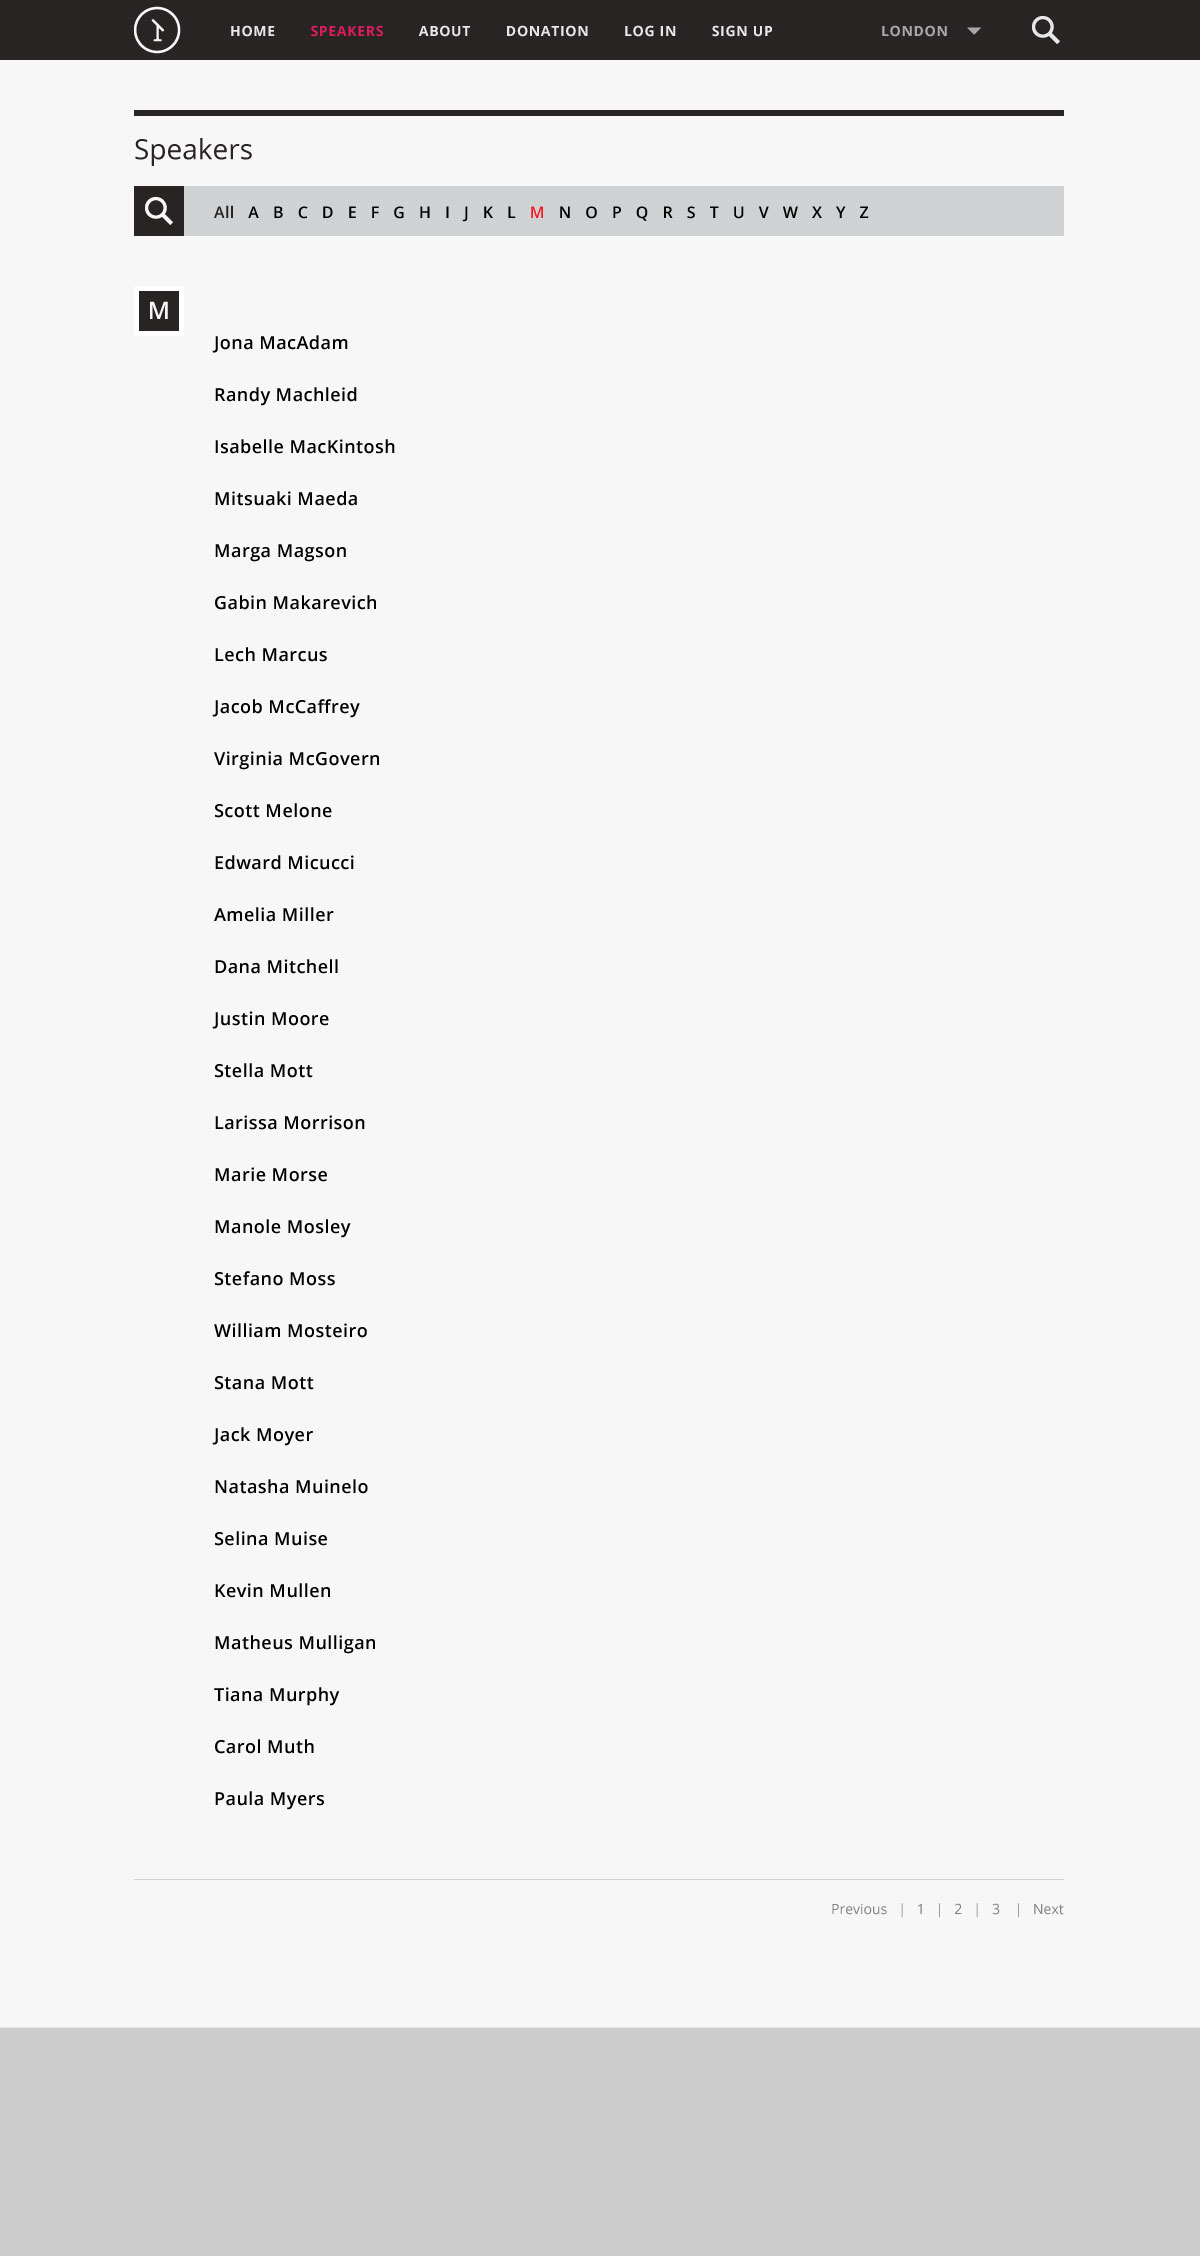 HOME SPEAKERS ABOUT DONATION LOG IN SIGN UP LONDON
Speakers
All A B C D E F G H I J K L M N O P Q R S T U V W X Y Z
M
Jona MacAdam
Randy Machleid
Isabelle MacKintosh
Mitsuaki Maeda
Marga Magson
Gabin Makarevich
Lech Marcus
Jacob McCaffrey
Virginia McGovern
Scott Melone
Edward Micucci
Amelia Miller
Dana Mitchell
Justin Moore
Stella Mott
Larissa Morrison
Marie Morse
Manole Mosley
Stefano Moss
William Mosteiro
Stana Mott
Jack Moyer
Natasha Muinelo
Selina Muise
Kevin Mullen
Matheus Mulligan
Tiana Murphy
Carol Muth
Paula Myers
Previous | 1 | 2 | 3 | Next